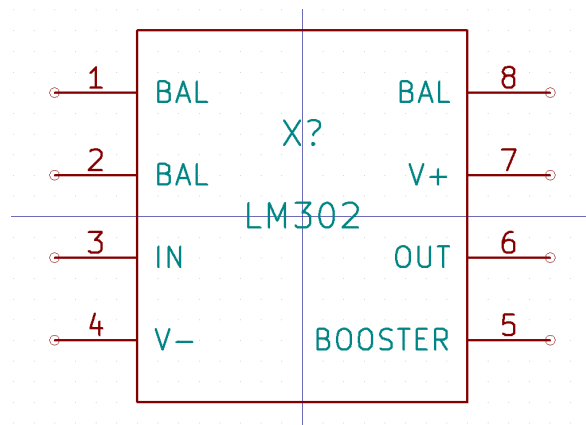 1 BAL BAL 8
X?
2 BAL V+ 7
LM302
3 IN OUT 6
4 V- BOOSTER 5